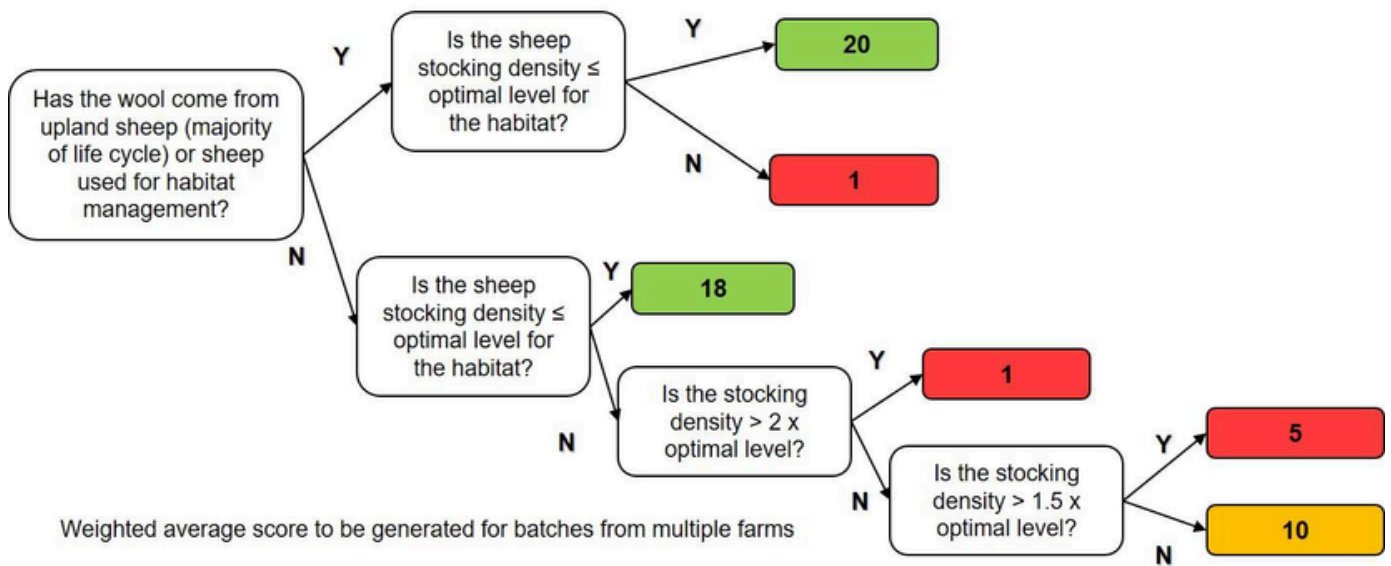 Has the wool come from
upland sheep (majority
of life cycle) or sheep
used for habitat
management?
Y
Is the sheep
stocking density ≤
optimal level for
the habitat?
Y
20
N
1
N
Is the sheep
stocking density ≤
optimal level for
the habitat?
Y
18
N
Is the stocking
density > 2 x
optimal level?
Y
1
N
Is the stocking
density > 1.5 x
optimal level?
Y
5
N
10
Weighted average score to be generated for batches from multiple farms